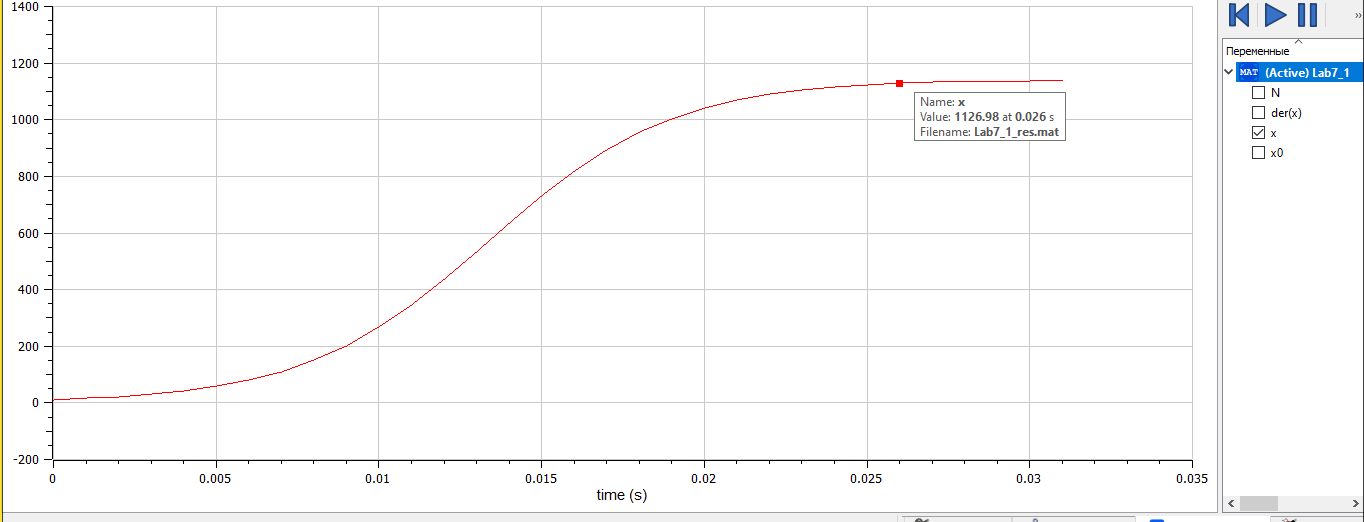 1400
1200
1000
800
600
400
200
0
-200
0 0.005 0.01 0.015 0.02 0.025 0.03 0.035
time (s)
Name: x
Value: 1126.98 at 0.026 s
Filename: Lab7_1_res.mat
»
Переменные
MAT (Active) Lab7_1
N
der(x)
x
x0